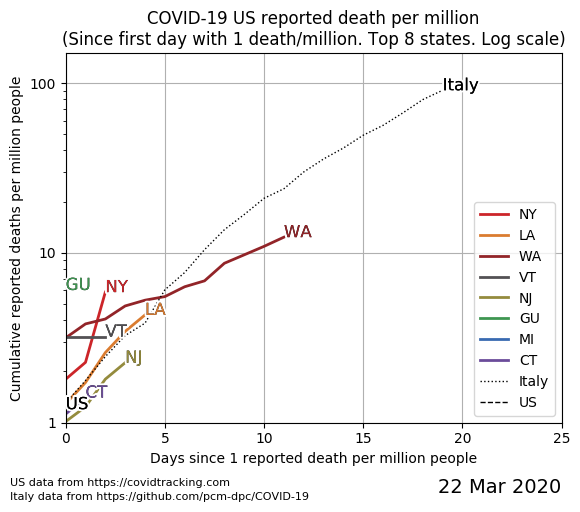 COVID-19 US reported death per million
(Since first day with 1 death/million. Top 8 states. Log scale)
Cumulative reported deaths per million people
100
10
1
Italy
WA
GU
NY
LA
VT
NJ
CT
US
NY
LA
WA
VT
NJ
GU
MI
CT
Italy
US
0 5 10 15 20 25
Days since 1 reported death per million people
US data from https://covidtracking.com
Italy data from https://github.com/pcm-dpc/COVID-19
22 Mar 2020